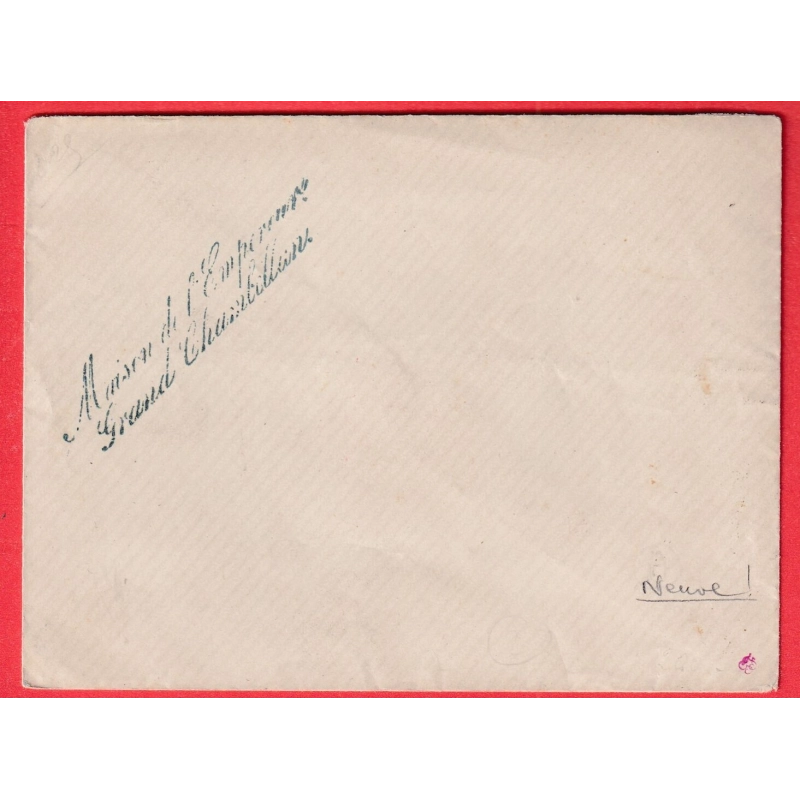 Maison de l'Empereur.
Grand Chambellan.
Neuve!